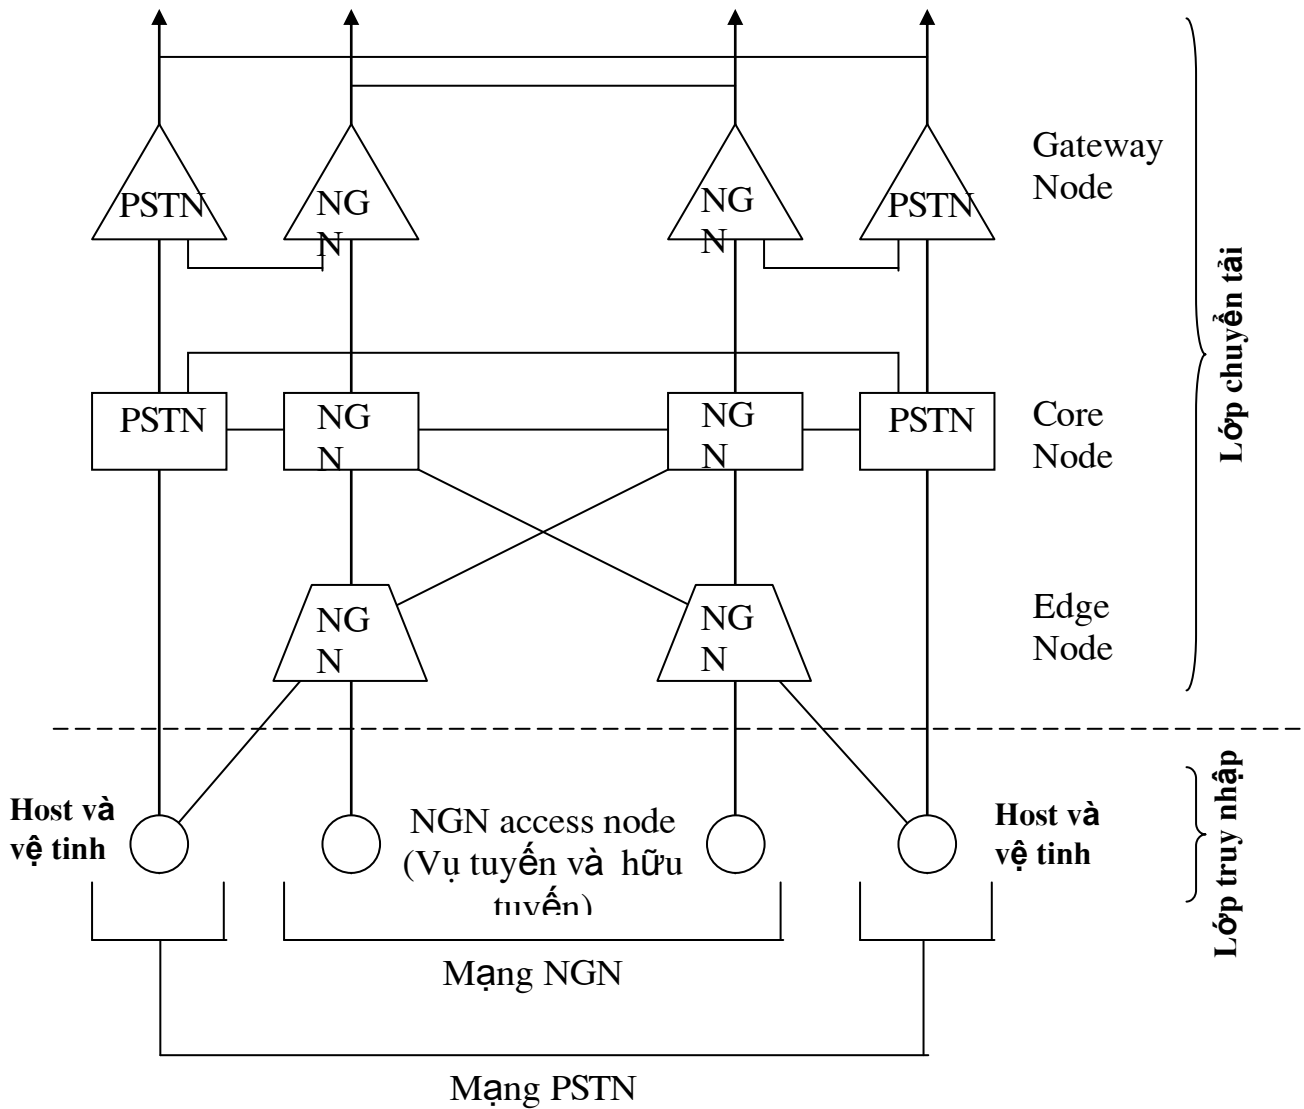 PSTN
NG
N
NG
N
PSTN
Gateway
Node
Lớp chuyển tải
PSTN
NG
N
NG
N
PSTN
Core
Node
NG
N
NG
N
Edge
Node
Host và
vệ tinh
NGN access node
(Vụ tuyến và hữu
tuyến)
Host và
vệ tinh
Lớp truy nhập
Mạng NGN
Mạng PSTN